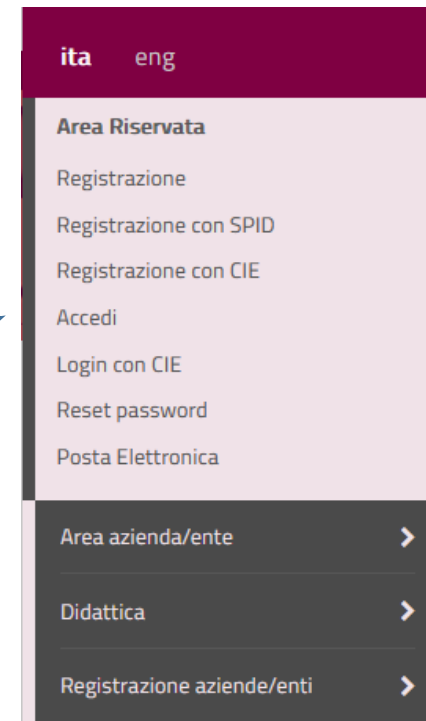 ita eng
Area Riservata
Registrazione
Registrazione con SPID
Registrazione con CIE
Accedi
Login con CIE
Reset password
Posta Elettronica
Area azienda/ente
Didattica
Registrazione aziende/enti